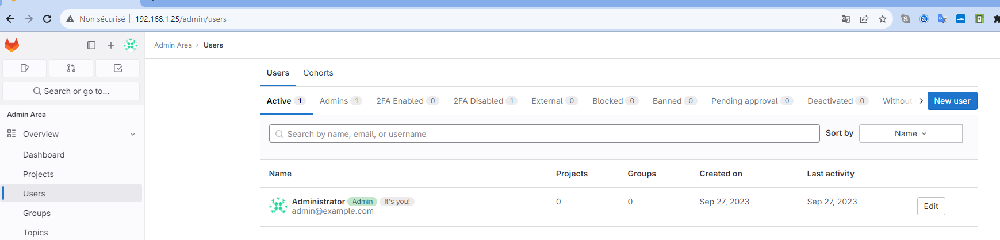 Non sécurisé 192.168.1.25/admin/users
Admin Area › Users
Search or go to...
Admin Area
Overview
Dashboard
Projects
Users
Groups
Topics
Users Cohorts
Active 1 Admins 1 2FA Enabled 0 2FA Disabled 1 External 0 Blocked 0 Banned 0 Pending approval 0 Deactivated 0 Without New user
Search by name, email, or username Sort by Name
Name Projects Groups Created on Last activity
Administrator Admin It's you! 0 0 Sep 27, 2023 Sep 27, 2023 Edit
admin@example.com